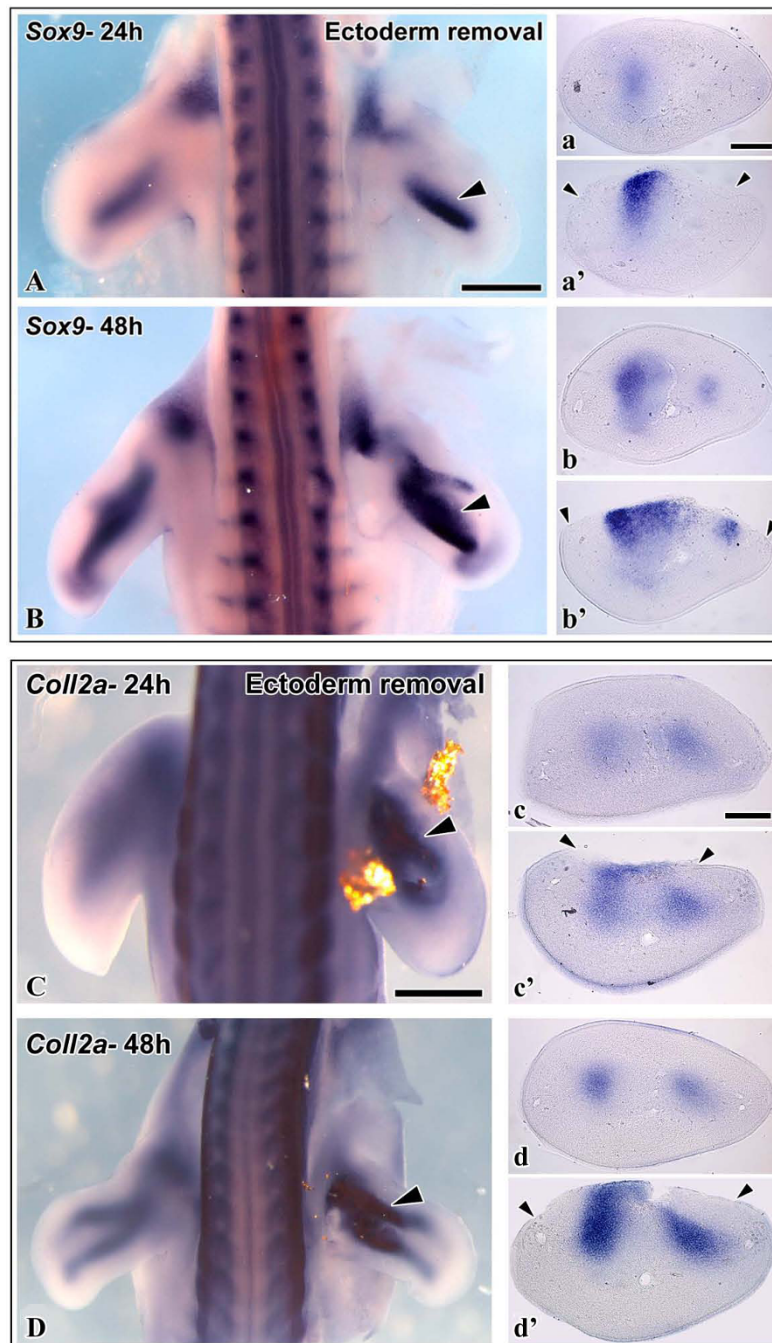 Sox9- 24h
Ectoderm removal
A
a
a’
Sox9- 48h
B
b
b’
Coll2a- 24h
Ectoderm removal
C
c
c’
Coll2a- 48h
D
d
d’